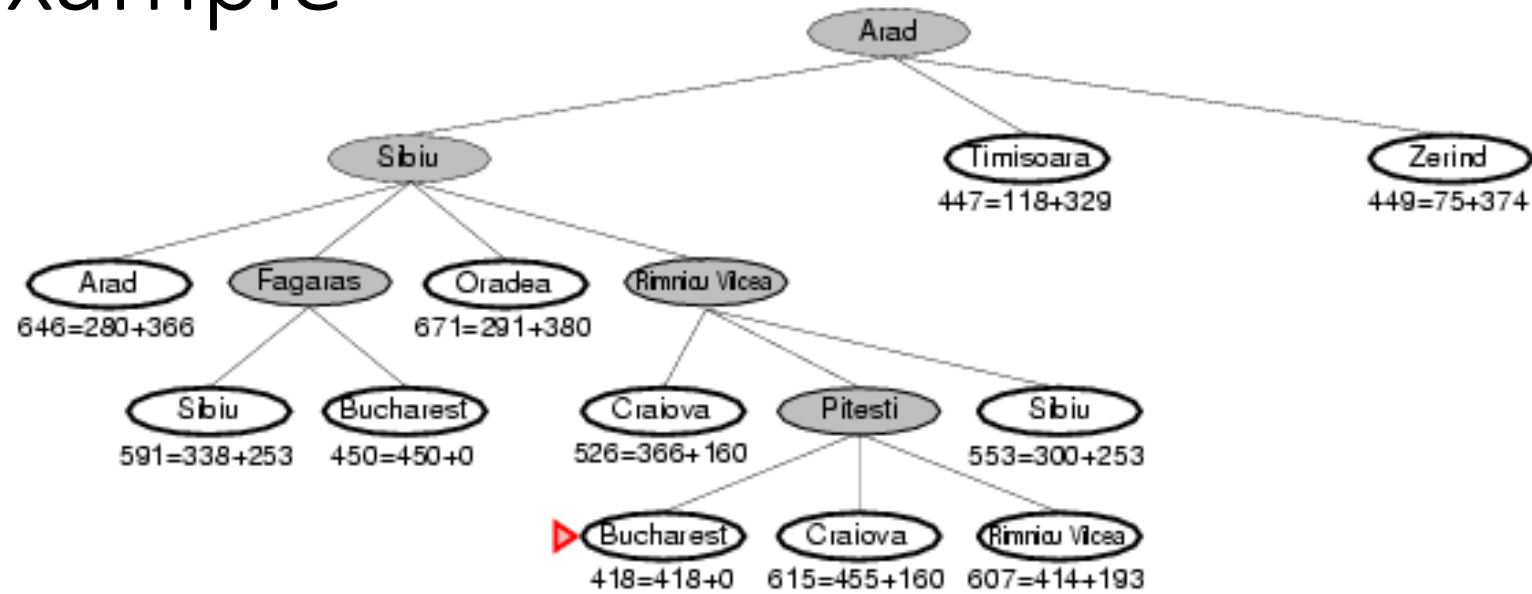 xample
Arad
Sibiu
Timisoara
Zerind
447=118+329
449=75+374
Arad
Fagaras
Oradea
Rimnicu Vilcea
646=280+366
671=291+380
Sibiu
Bucharest
Craiova
Pitesti
Sibiu
591=338+253
450=450+0
526=366+160
553=300+253
Bucharest
Craiova
Rimnicu Vilcea
418=418+0
615=455+160
607=414+193